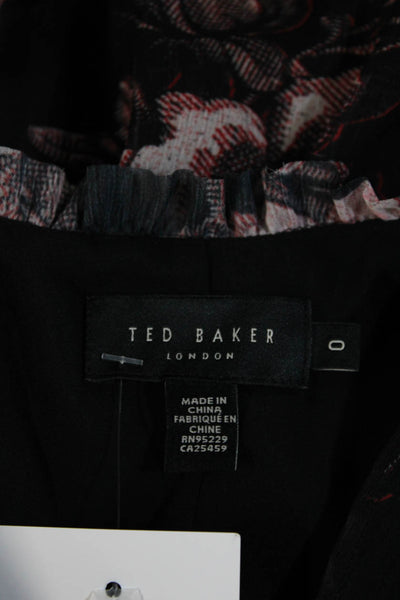 TED BAKER
LONDON
0
MADE IN
CHINA
FABRIQUÉ EN
CHINE
RN95229
CA25459